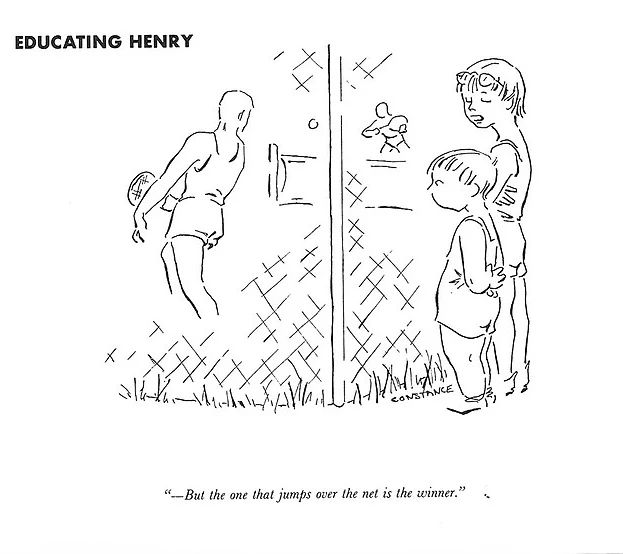 EDUCATING HENRY
CONSTANCE
"—But the one that jumps over the net is the winner."